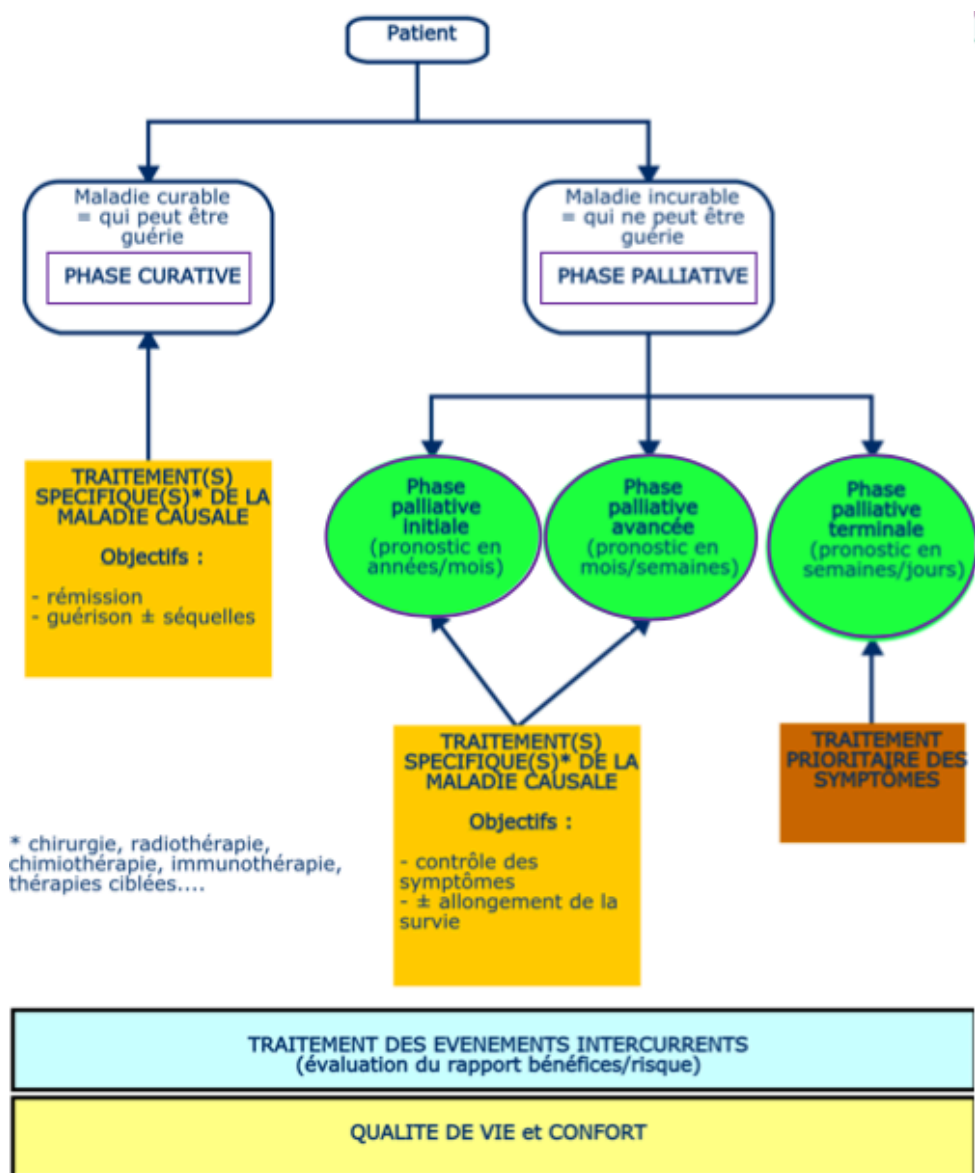 Patient
Maladie curable
= qui peut être
guérie
PHASE CURATIVE
Maladie incurable
= qui ne peut être
guérie
PHASE PALLIATIVE
TRAITEMENT(S)
SPECIFIQUE(S)* DE LA
MALADIE CAUSALE
Objectifs :
- rémission
- guérison ± séquelles
Phase
palliative
initiale
(pronostic en
années/mois)
Phase
palliative
avancée
(pronostic en
mois/semaines)
Phase
palliative
terminale
(pronostic en
semaines/jours)
TRAITEMENT(S)
SPECIFIQUE(S)* DE LA
MALADIE CAUSALE
Objectifs :
- contrôle des
symptômes
- ± allongement de la
survie
TRAITEMENT
PRIORITAIRE DES
SYMPTÔMES
* chirurgie, radiothérapie,
chimiothérapie, immunothérapie,
thérapies ciblées....
TRAITEMENT DES EVENEMENTS INTERCURRENTS
(évaluation du rapport bénéfices/risque)
QUALITE DE VIE et CONFORT